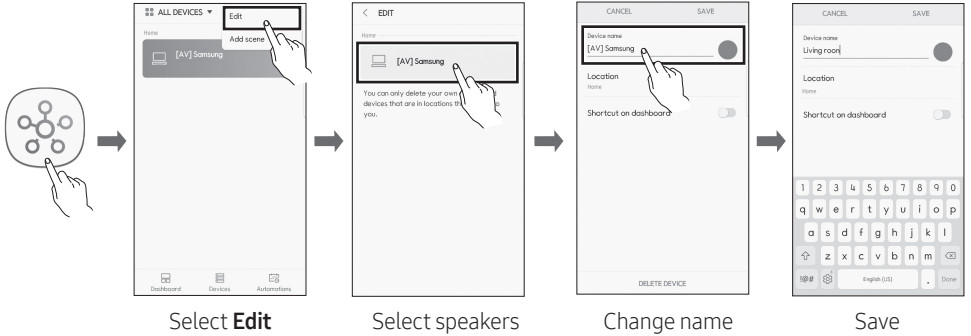 ALL DEVICES ▼
Edit
Add scene
Home
[AV] Samsung
Dashboard
Devices
Automations
Select Edit
< EDIT
Home
[AV] Samsung
You can only delete your own
devices that are in locations
you.
Select speakers
CANCEL
SAVE
Device name
[AV] Samsung
Location
Home
Shortcut on dashboard
DELETE DEVICE
Change name
CANCEL
SAVE
Device name
Living roon
Location
Home
Shortcut on dashboard
1 2 3 4 5 6 7 8 9 0
q w e r t y u i o p
a s d f g h j k l
z x c v b n m
!@# English (US) . Done
Save